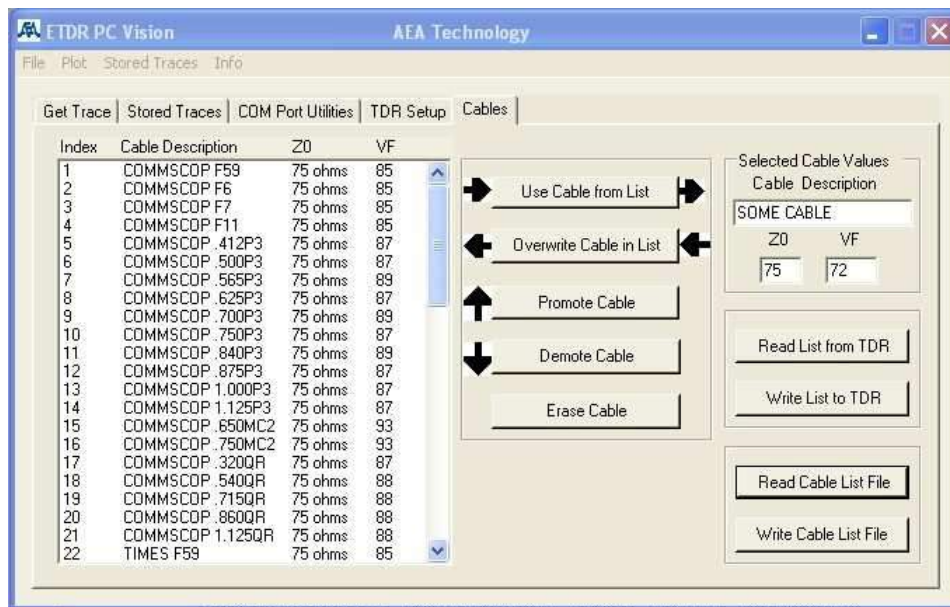 ETDR PC Vision AEA Technology
File Plot Stored Traces Info
Get Trace Stored Traces COM Port Utilities TDR Setup Cables
Index Cable Description Z0 VF
1 COMMSCOP F59 75 ohms 85
2 COMMSCOP F6 75 ohms 85
3 COMMSCOP F7 75 ohms 85
4 COMMSCOP F11 75 ohms 85
5 COMMSCOP .412P3 75 ohms 87
6 COMMSCOP .500P3 75 ohms 87
7 COMMSCOP .565P3 75 ohms 89
8 COMMSCOP .625P3 75 ohms 87
9 COMMSCOP .700P3 75 ohms 89
10 COMMSCOP .750P3 75 ohms 87
11 COMMSCOP .840P3 75 ohms 89
12 COMMSCOP .875P3 75 ohms 87
13 COMMSCOP 1.000P3 75 ohms 87
14 COMMSCOP 1.125P3 75 ohms 87
15 COMMSCOP .650MC2 75 ohms 93
16 COMMSCOP .750MC2 75 ohms 93
17 COMMSCOP .320QR 75 ohms 87
18 COMMSCOP .540QR 75 ohms 88
19 COMMSCOP .715QR 75 ohms 88
20 COMMSCOP .860QR 75 ohms 88
21 COMMSCOP 1.125QR 75 ohms 88
22 TIMES F59 75 ohms 85
Use Cable from List
Overwrite Cable in List
Promote Cable
Demote Cable
Erase Cable
Selected Cable Values
Cable Description
SOME CABLE
Z0 VF
75 72
Read List from TDR
Write List to TDR
Read Cable List File
Write Cable List File